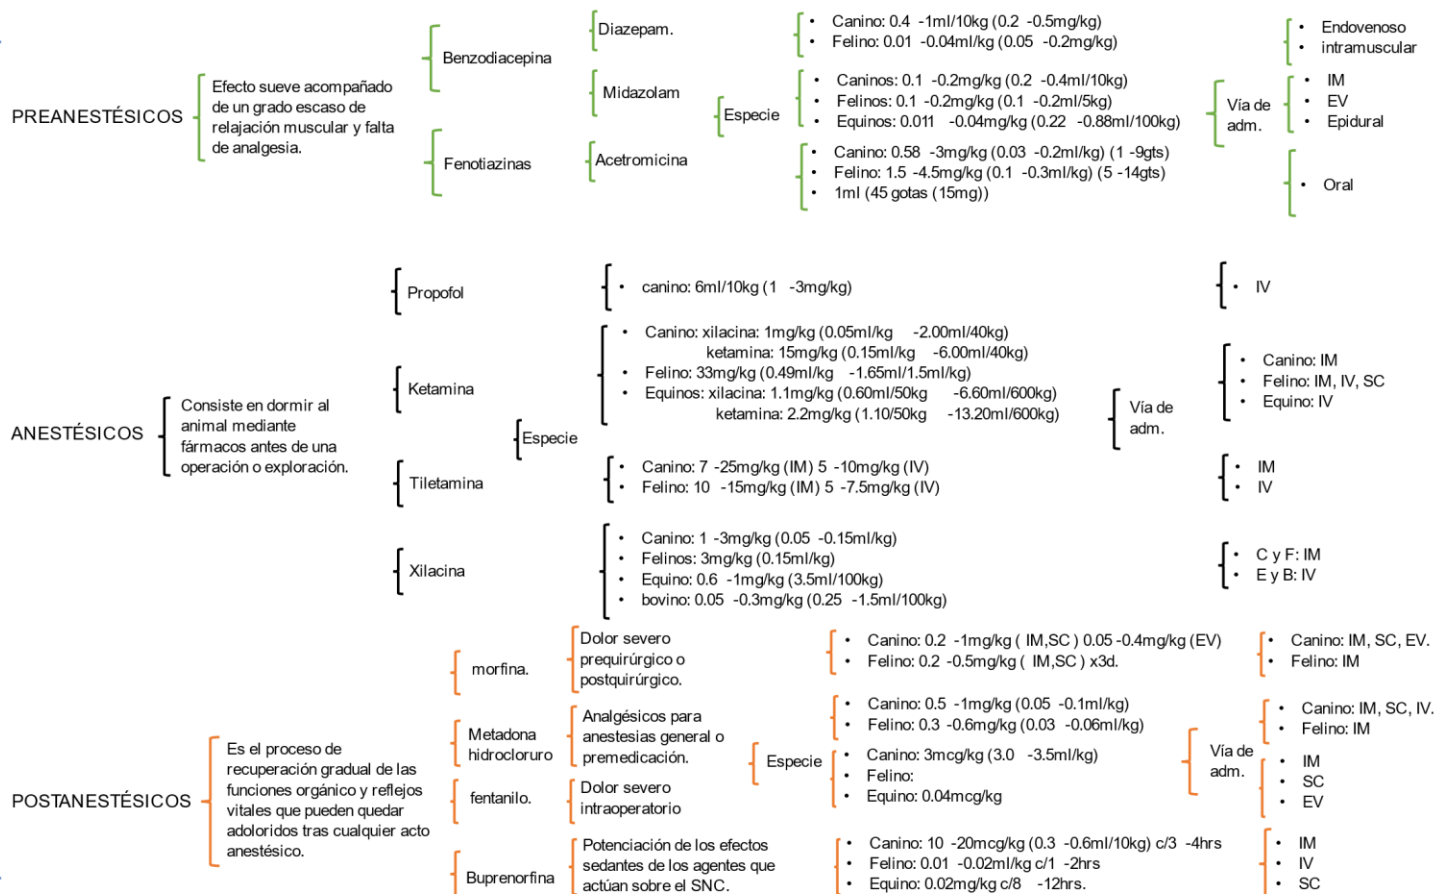 PREANESTÉSICOS
Efecto sueve acompañado
de un grado escaso de
relajación muscular y falta
de analgesia.
Benzodiacepina
Fenotiazinas
Diazepam.
Midazolam
Acetromicina
Especie
• Canino: 0.4 -1ml/10kg (0.2 -0.5mg/kg)
• Felino: 0.01 -0.04ml/kg (0.05 -0.2mg/kg)
• Caninos: 0.1 -0.2mg/kg (0.2 -0.4ml/10kg)
• Felinos: 0.1 -0.2mg/kg (0.1 -0.2ml/5kg)
• Equinos: 0.011 -0.04mg/kg (0.22 -0.88ml/100kg)
• Canino: 0.58 -3mg/kg (0.03 -0.2ml/kg) (1 -9gts)
• Felino: 1.5 -4.5mg/kg (0.1 -0.3ml/kg) (5 -14gts)
• 1ml (45 gotas (15mg))
Vía de
adm.
• Endovenoso
• intramuscular
• IM
• EV
• Epidural
• Oral
ANESTÉSICOS
Consiste en dormir al
animal mediante
fármacos antes de una
operación o exploración.
Propofol
Ketamina
Tiletamina
Xilacina
Especie
• canino: 6ml/10kg (1 -3mg/kg)
• Canino: xilacina: 1mg/kg (0.05ml/kg -2.00ml/40kg)
ketamina: 15mg/kg (0.15ml/kg -6.00ml/40kg)
• Felino: 33mg/kg (0.49ml/kg -1.65ml/1.5ml/kg)
• Equinos: xilacina: 1.1mg/kg (0.60ml/50kg -6.60ml/600kg)
ketamina: 2.2mg/kg (1.10/50kg -13.20ml/600kg)
• Canino: 7 -25mg/kg (IM) 5 -10mg/kg (IV)
• Felino: 10 -15mg/kg (IM) 5 -7.5mg/kg (IV)
• Canino: 1 -3mg/kg (0.05 -0.15ml/kg)
• Felinos: 3mg/kg (0.15ml/kg)
• Equino: 0.6 -1mg/kg (3.5ml/100kg)
• bovino: 0.05 -0.3mg/kg (0.25 -1.5ml/100kg)
Vía de
adm.
• IV
• Canino: IM
• Felino: IM, IV, SC
• Equino: IV
• IM
• IV
• C y F: IM
• E y B: IV
POSTANESTÉSICOS
Es el proceso de
recuperación gradual de las
funciones orgánico y reflejos
vitales que pueden quedar
adoloridos tras cualquier acto
anestésico.
morfina.
Metadona
hidrocloruro
fentanilo.
Buprenorfina
Dolor severo
prequirúrgico o
postquirúrgico.
Analgésicos para
anestesias general o
premedicación.
Dolor severo
intraoperatorio
Potenciación de los efectos
sedantes de los agentes que
actúan sobre el SNC.
Especie
• Canino: 0.2 -1mg/kg ( IM,SC ) 0.05 -0.4mg/kg (EV)
• Felino: 0.2 -0.5mg/kg ( IM,SC ) x3d.
• Canino: 0.5 -1mg/kg (0.05 -0.1ml/kg)
• Felino: 0.3 -0.6mg/kg (0.03 -0.06ml/kg)
• Canino: 3mcg/kg (3.0 -3.5ml/kg)
• Felino:
• Equino: 0.04mcg/kg
• Canino: 10 -20mcg/kg (0.3 -0.6ml/10kg) c/3 -4hrs
• Felino: 0.01 -0.02ml/kg c/1 -2hrs
• Equino: 0.02mg/kg c/8 -12hrs.
Vía de
adm.
• Canino: IM, SC, EV.
• Felino: IM
• Canino: IM, SC, IV.
• Felino: IM
• IM
• SC
• EV
• IM
• IV
• SC